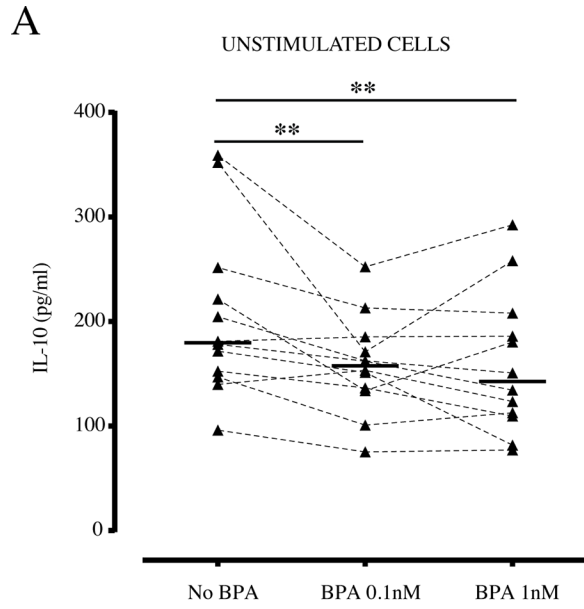 A
UNSTIMULATED CELLS
**
**
400
300
200
100
0
IL-10 (pg/ml)
No BPA
BPA 0.1nM
BPA 1nM